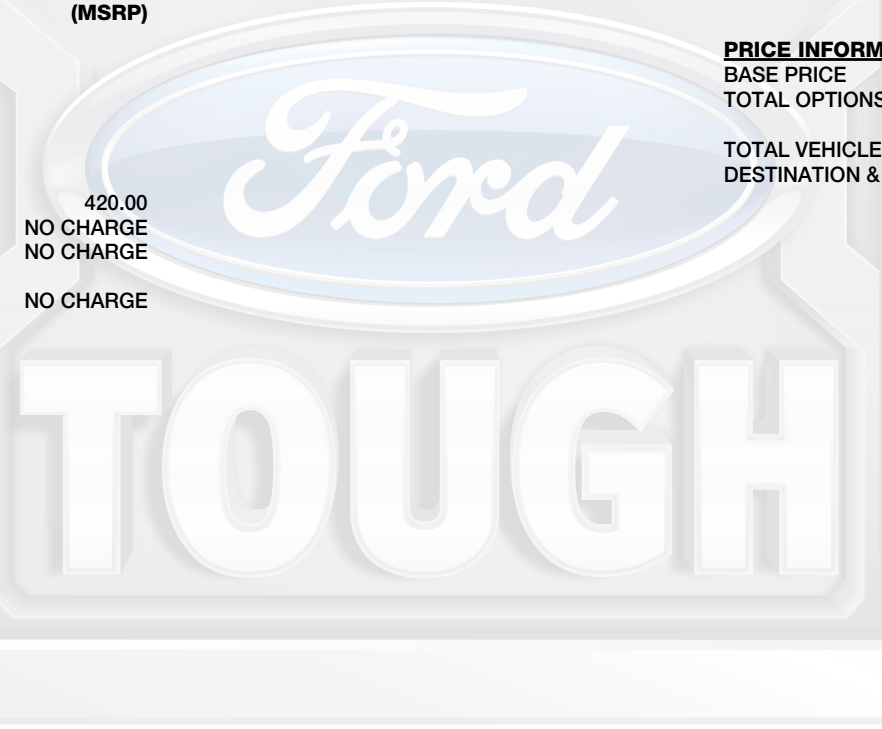 (MSRP)
PRICE INFORM
BASE PRICE
TOTAL OPTIONS
TOTAL VEHICLE
DESTINATION &
420.00
NO CHARGE
NO CHARGE
NO CHARGE
Ford
TOUGH